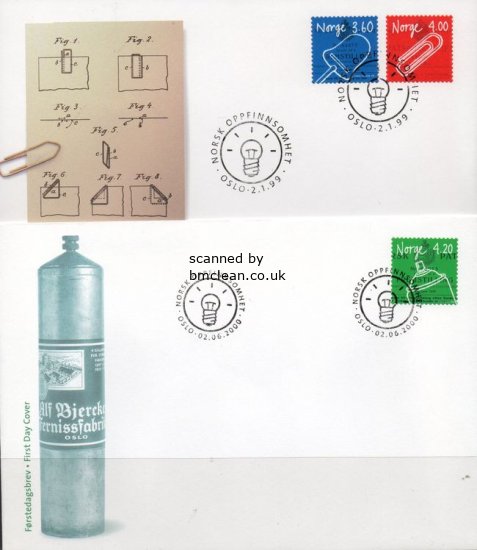 Fig. 1.
Fig. 2.
a
c
b
a
c
b
Fig. 3.
Fig. 4.
Fig. 5.
b
a
Fig. 6.
Fig. 7.
Fig. 8.
Norge 3.60
Norge 4.00
· NORSK OPPFINNSOMHET ·
OSLO · 2.1.99
· NORSK OPPFINNSOMHET ·
OSLO · 2.1.99
scanned by
bmclean.co.uk
Norge 4.20
· NORSK OPPFINNSOMHET ·
OSLO · 02.06.2000
· NORSK OPPFINNSOMHET ·
OSLO · 02.06.2000
Alf Bjercke
Fernissfabrik
OSLO
Førstedagsbrev • First Day Cover